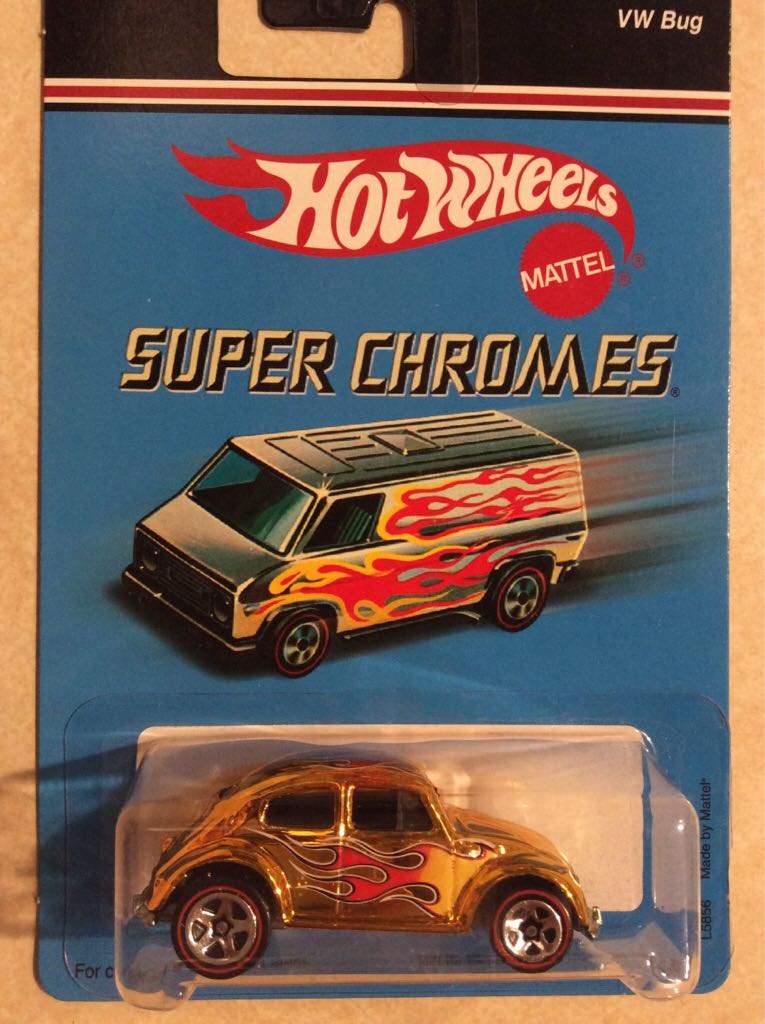 VW Bug
Hot Wheels
MATTEL
®
®
SUPER CHROMES®
Made by Mattel®
L5856
For